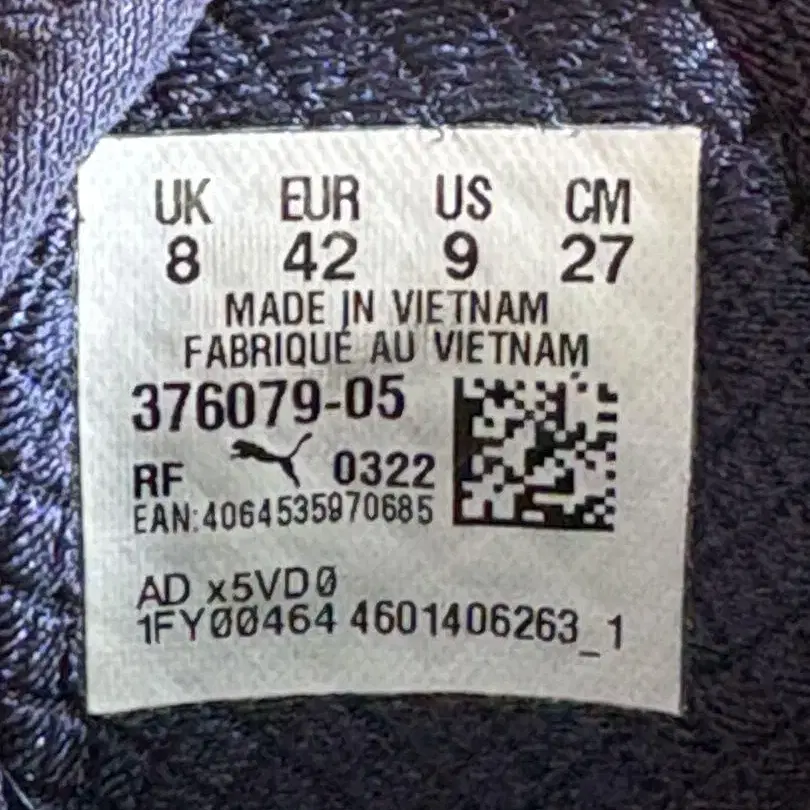 UK EUR US CM
8 42 9 27
MADE IN VIETNAM
FABRIQUÉ AU VIETNAM
376079-05
RF 0322
EAN:4064535970685
AD x5VD0
1FY00464 4601406263_1